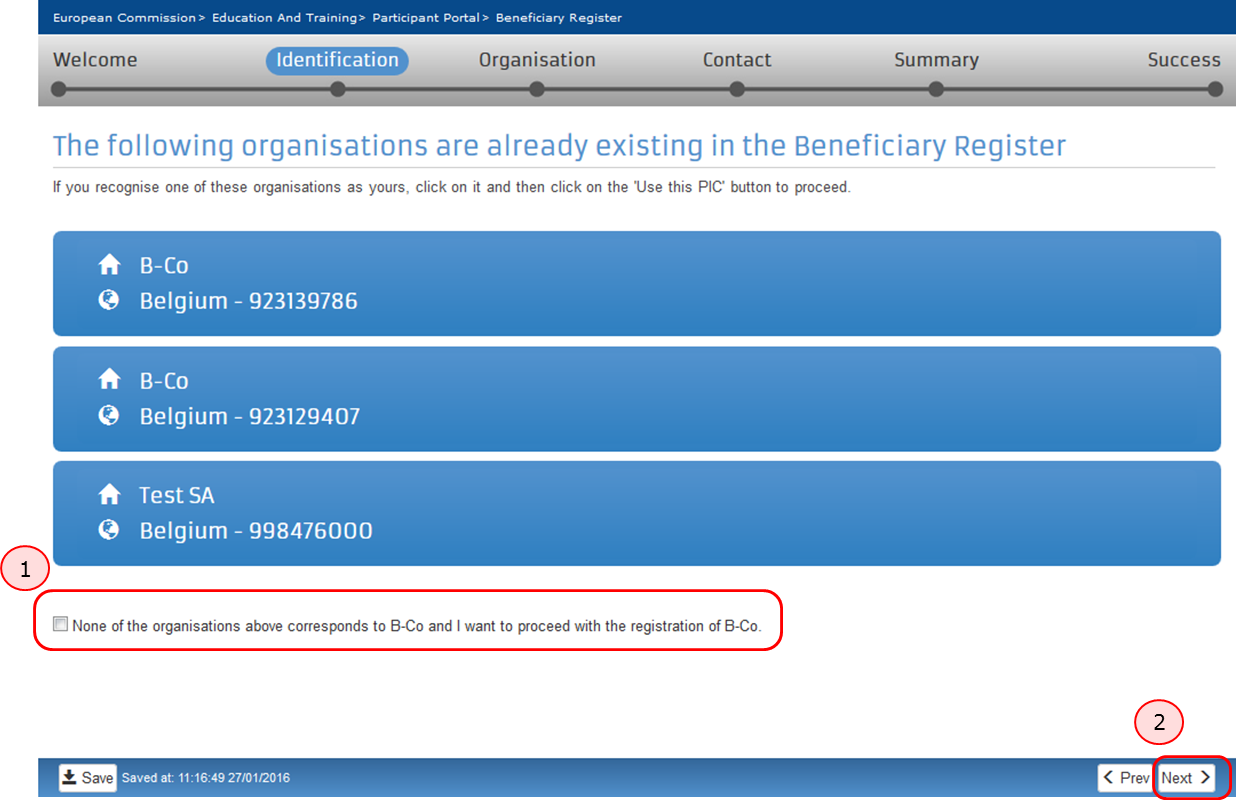 European Commission> Education And Training> Participant Portal> Beneficiary Register
Welcome Identification Organisation Contact Summary Success
The following organisations are already existing in the Beneficiary Register
If you recognise one of these organisations as yours, click on it and then click on the 'Use this PIC' button to proceed.
B-Co
Belgium - 923139786
B-Co
Belgium - 923129407
Test SA
Belgium - 998476000
1
None of the organisations above corresponds to B-Co and I want to proceed with the registration of B-Co.
2
Save Saved at: 11:16:49 27/01/2016 Prev Next